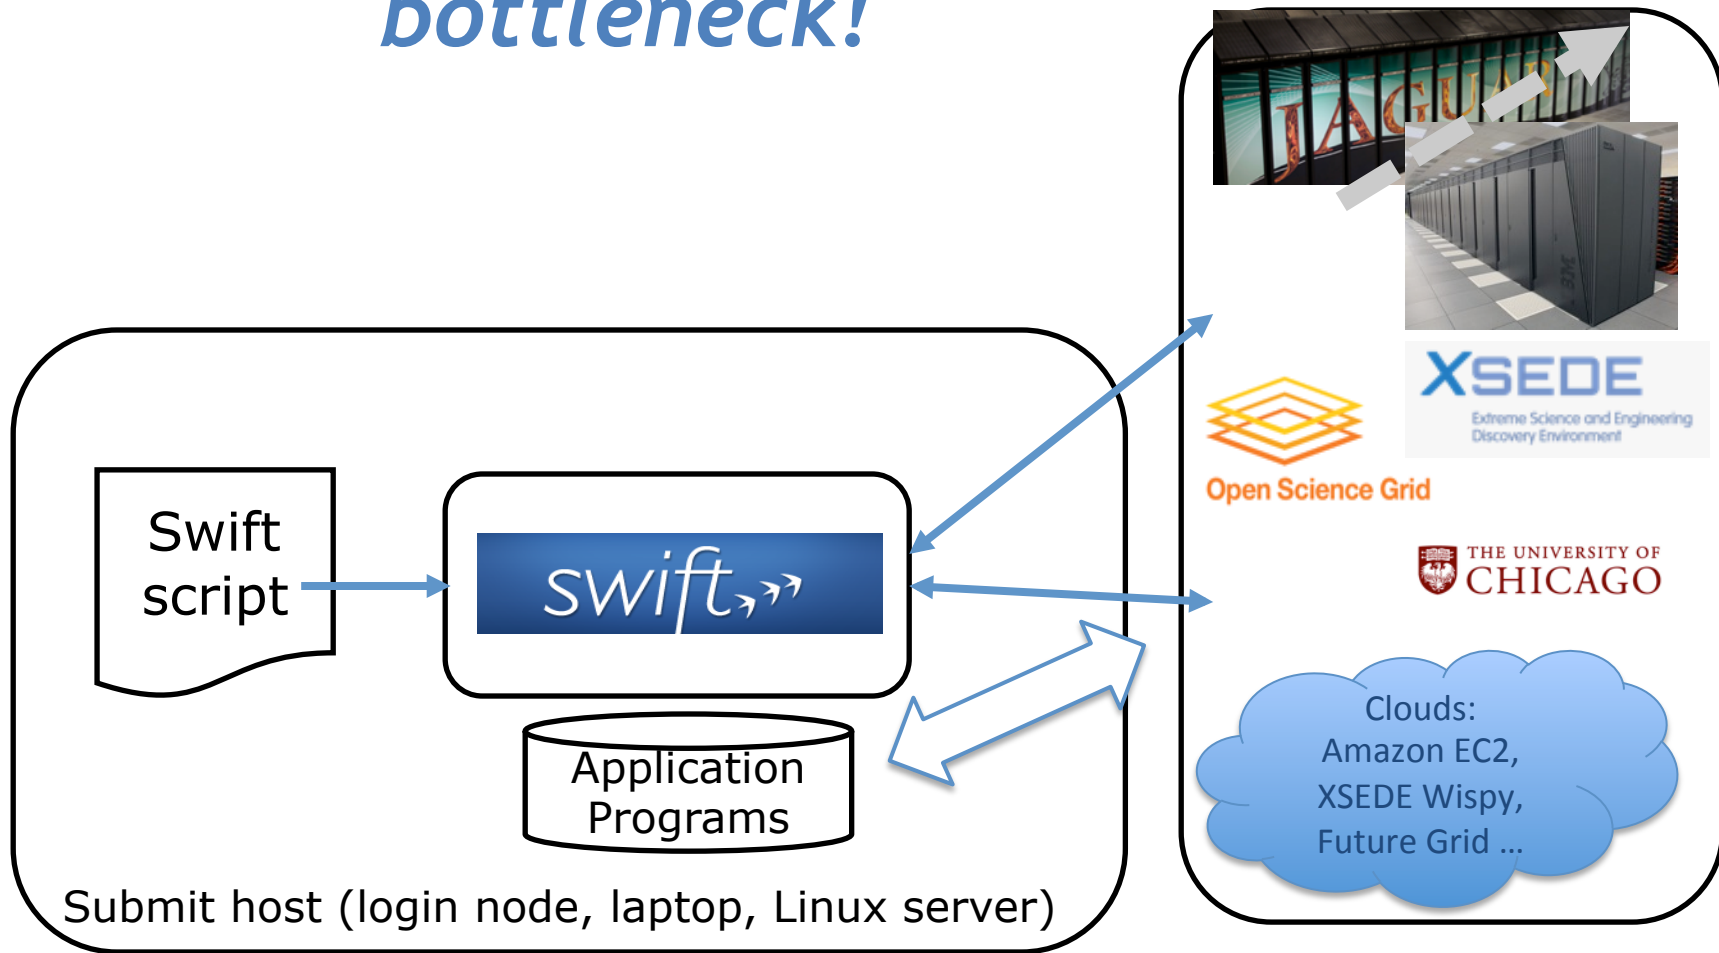 bottleneck!
JAGUAR
IBM
XSEDE
Extreme Science and Engineering
Discovery Environment
Open Science Grid
Swift
script
swift
THE UNIVERSITY OF
CHICAGO
Application
Programs
Clouds:
Amazon EC2,
XSEDE Wispy,
Future Grid ...
Submit host (login node, laptop, Linux server)